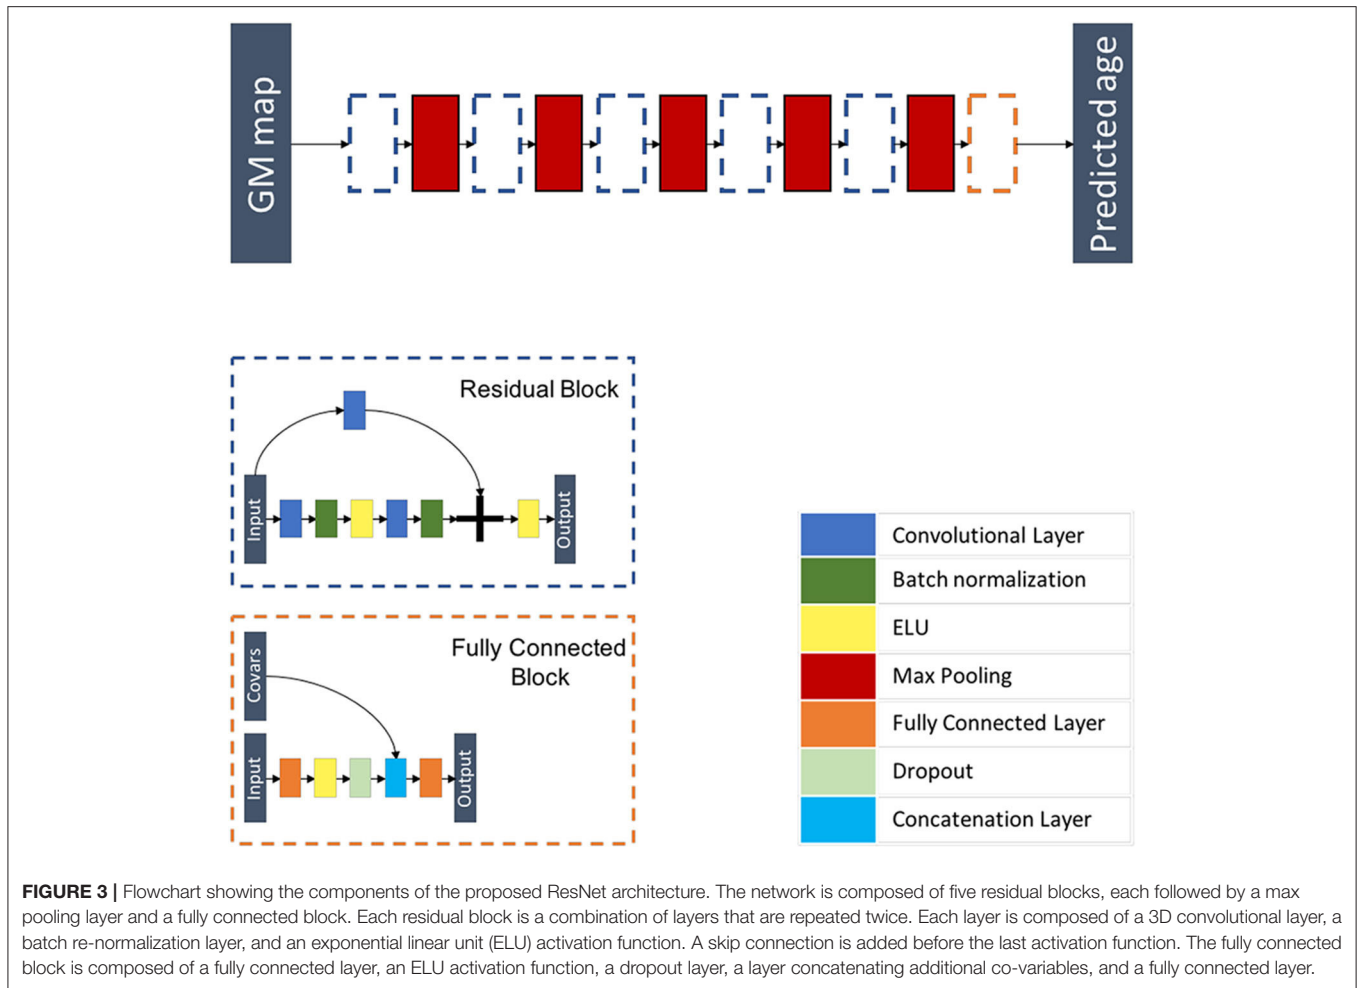 GM map
Predicted age
Residual Block
Input
Output
Fully Connected
Block
Covars
Input
Output
Convolutional Layer
Batch normalization
ELU
Max Pooling
Fully Connected Layer
Dropout
Concatenation Layer
FIGURE 3 | Flowchart showing the components of the proposed ResNet architecture. The network is composed of five residual blocks, each followed by a max
pooling layer and a fully connected block. Each residual block is a combination of layers that are repeated twice. Each layer is composed of a 3D convolutional layer, a
batch re-normalization layer, and an exponential linear unit (ELU) activation function. A skip connection is added before the last activation function. The fully connected
block is composed of a fully connected layer, an ELU activation function, a dropout layer, a layer concatenating additional co-variables, and a fully connected layer.